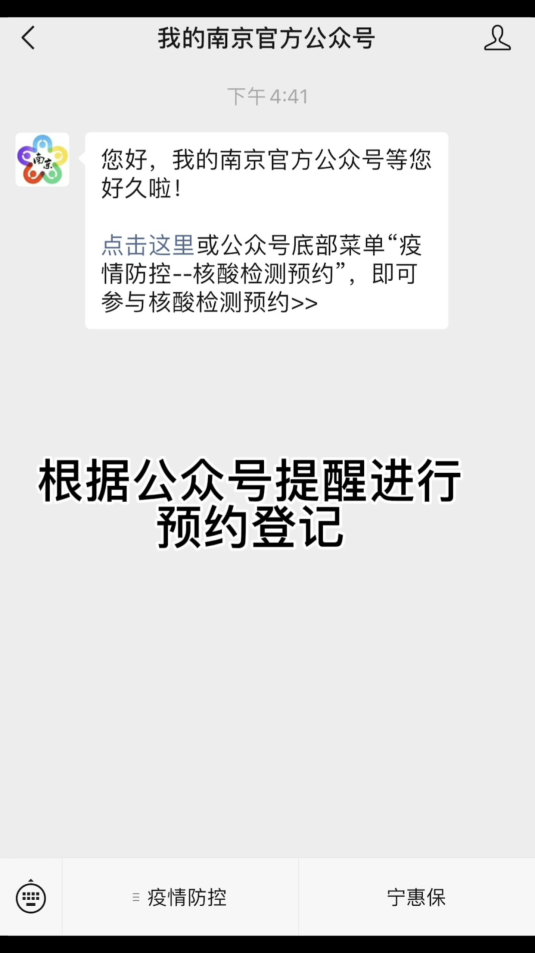 我的南京官方公众号
下午4:41
南京
您好，我的南京官方公众号等您
好久啦！
点击这里或公众号底部菜单“疫
情防控--核酸检测预约”，即可
参与核酸检测预约>>
根据公众号提醒进行
预约登记
疫情防控
宁惠保